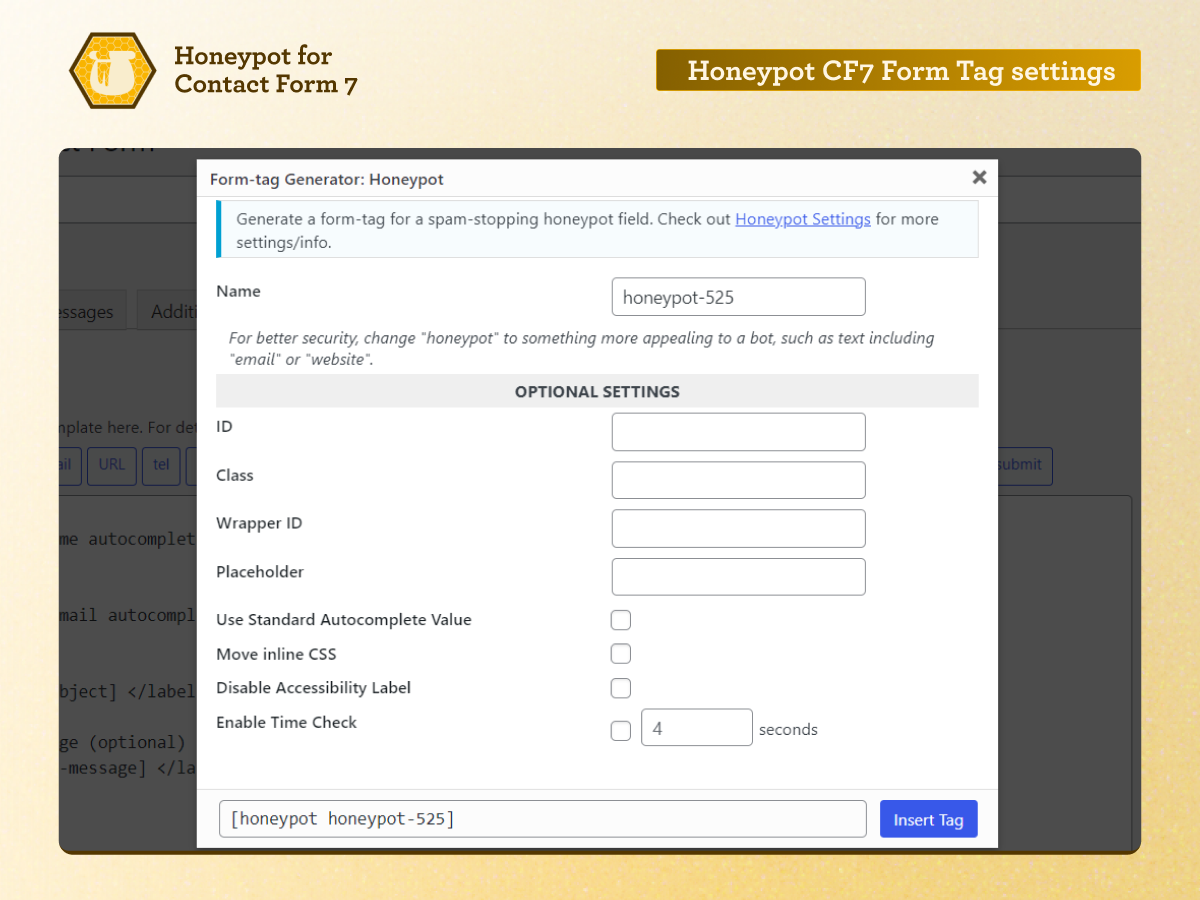 Honeypot for
Contact Form 7
Honeypot CF7 Form Tag settings
Form
Form-tag Generator: Honeypot
Generate a form-tag for a spam-stopping honeypot field. Check out Honeypot Settings for more
settings/info.
Name
honeypot-525
For better security, change "honeypot" to something more appealing to a bot, such as text including
"email" or "website".
OPTIONAL SETTINGS
ID
Class
Wrapper ID
Placeholder
Use Standard Autocomplete Value
Move inline CSS
Disable Accessibility Label
Enable Time Check
4 seconds
[honeypot honeypot-525]
Insert Tag
essages
Additi
mplate here. For det
ail URL tel
submit
me autocomplet
mail autocompl
bject] </label
ge (optional)
-message] </la